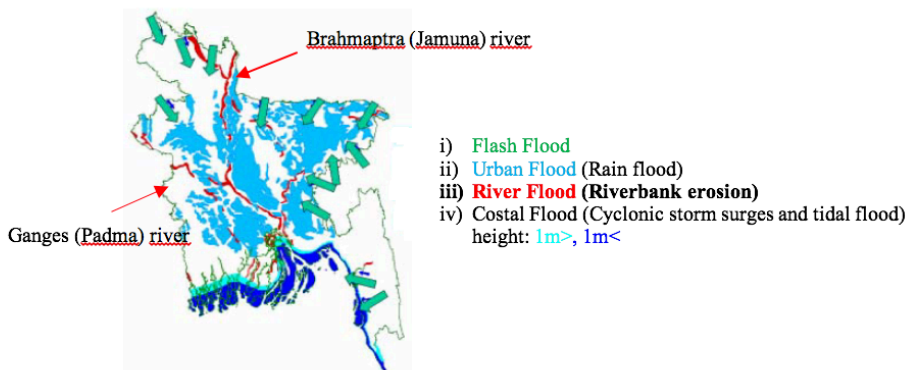 Brahmaptra (Jamuna) river
i) Flash Flood
ii) Urban Flood (Rain flood)
iii) River Flood (Riverbank erosion)
iv) Costal Flood (Cyclonic storm surges and tidal flood)
height: 1m>, 1m<
Ganges (Padma) river